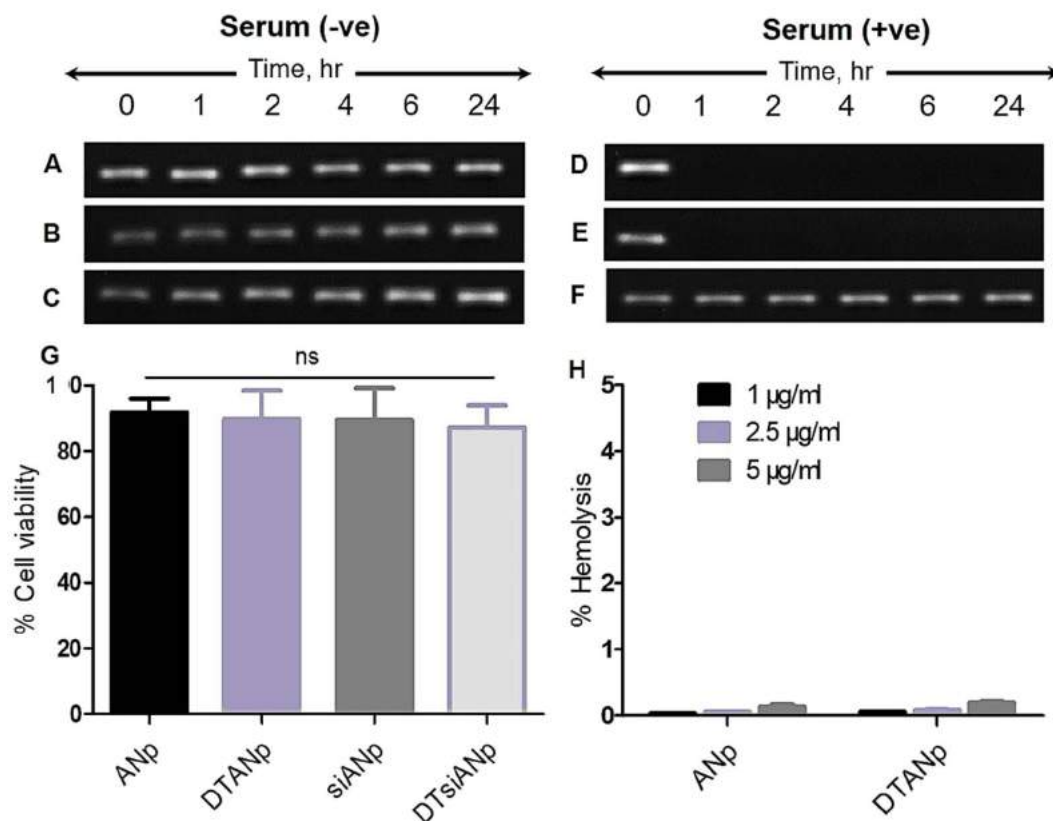 Serum (-ve)
Time, hr
0 1 2 4 6 24
A
B
C
Serum (+ve)
Time, hr
0 1 2 4 6 24
D
E
F
G
ns
1 0
80
60
40
20
0
% Cell viability
ANp
DTANp
siANp
DTsiANp
H
5
4
3
2
1
0
% Hemolysis
1 µg/ml
2.5 µg/ml
5 µg/ml
ANp
DTANp